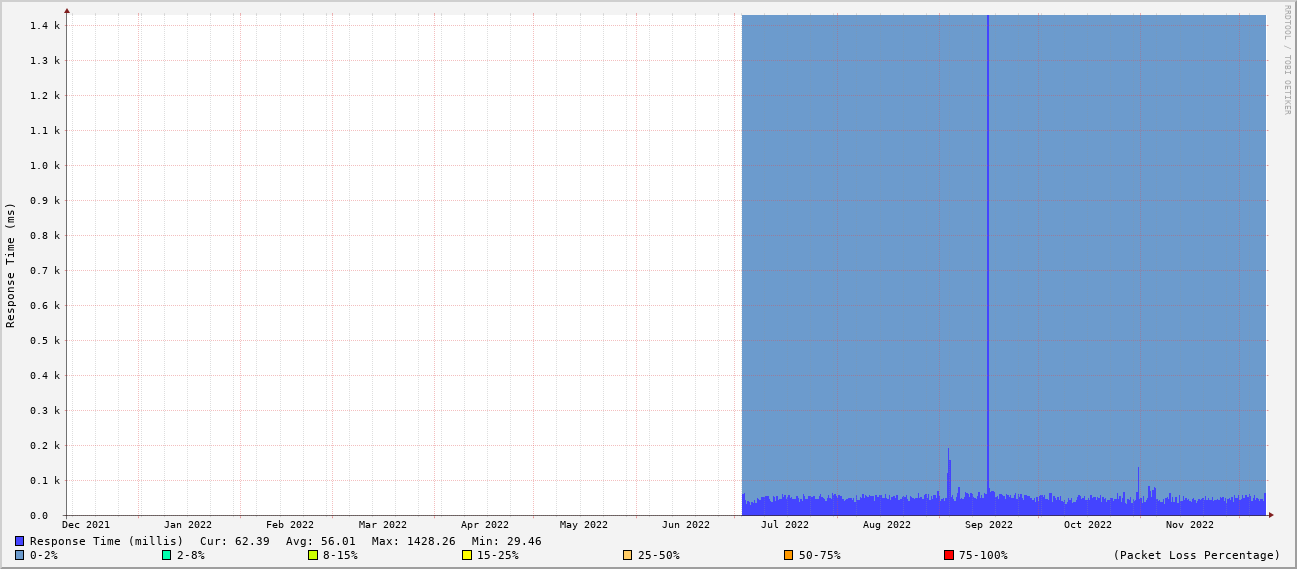 RRDTOOL / TOBI OETIKER
Response Time (ms)
1.4 k
1.3 k
1.2 k
1.1 k
1.0 k
0.9 k
0.8 k
0.7 k
0.6 k
0.5 k
0.4 k
0.3 k
0.2 k
0.1 k
0.0
Dec 2021 Jan 2022 Feb 2022 Mar 2022 Apr 2022 May 2022 Jun 2022 Jul 2022 Aug 2022 Sep 2022 Oct 2022 Nov 2022
Response Time (millis) Cur: 62.39 Avg: 56.01 Max: 1428.26 Min: 29.46
0-2% 2-8% 8-15% 15-25% 25-50% 50-75% 75-100% (Packet Loss Percentage)